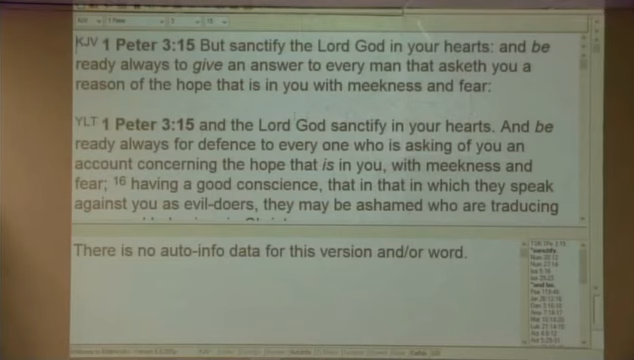 KJV 1 Peter 3:15 But sanctify the Lord God in your hearts: and be
ready always to give an answer to every man that asketh you a
reason of the hope that is in you with meekness and fear:
YLT 1 Peter 3:15 and the Lord God sanctify in your hearts. And be
ready always for defence to every one who is asking of you an
account concerning the hope that is in you, with meekness and
fear; 16 having a good conscience, that in that in which they speak
against you as evil-doers, they may be ashamed who are traducing
There is no auto-info data for this version and/or word.
"sanctify.